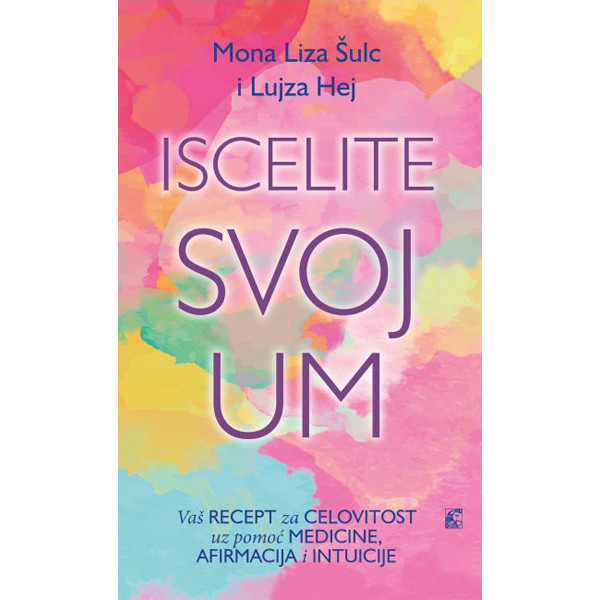 Mona Liza Šulc
i Lujza Hej
ISCELITE
SVOJ
UM
Vaš RECEPT za CELOVITOST
uz pomoć MEDICINE,
AFIRMACIJA i INTUICIJE